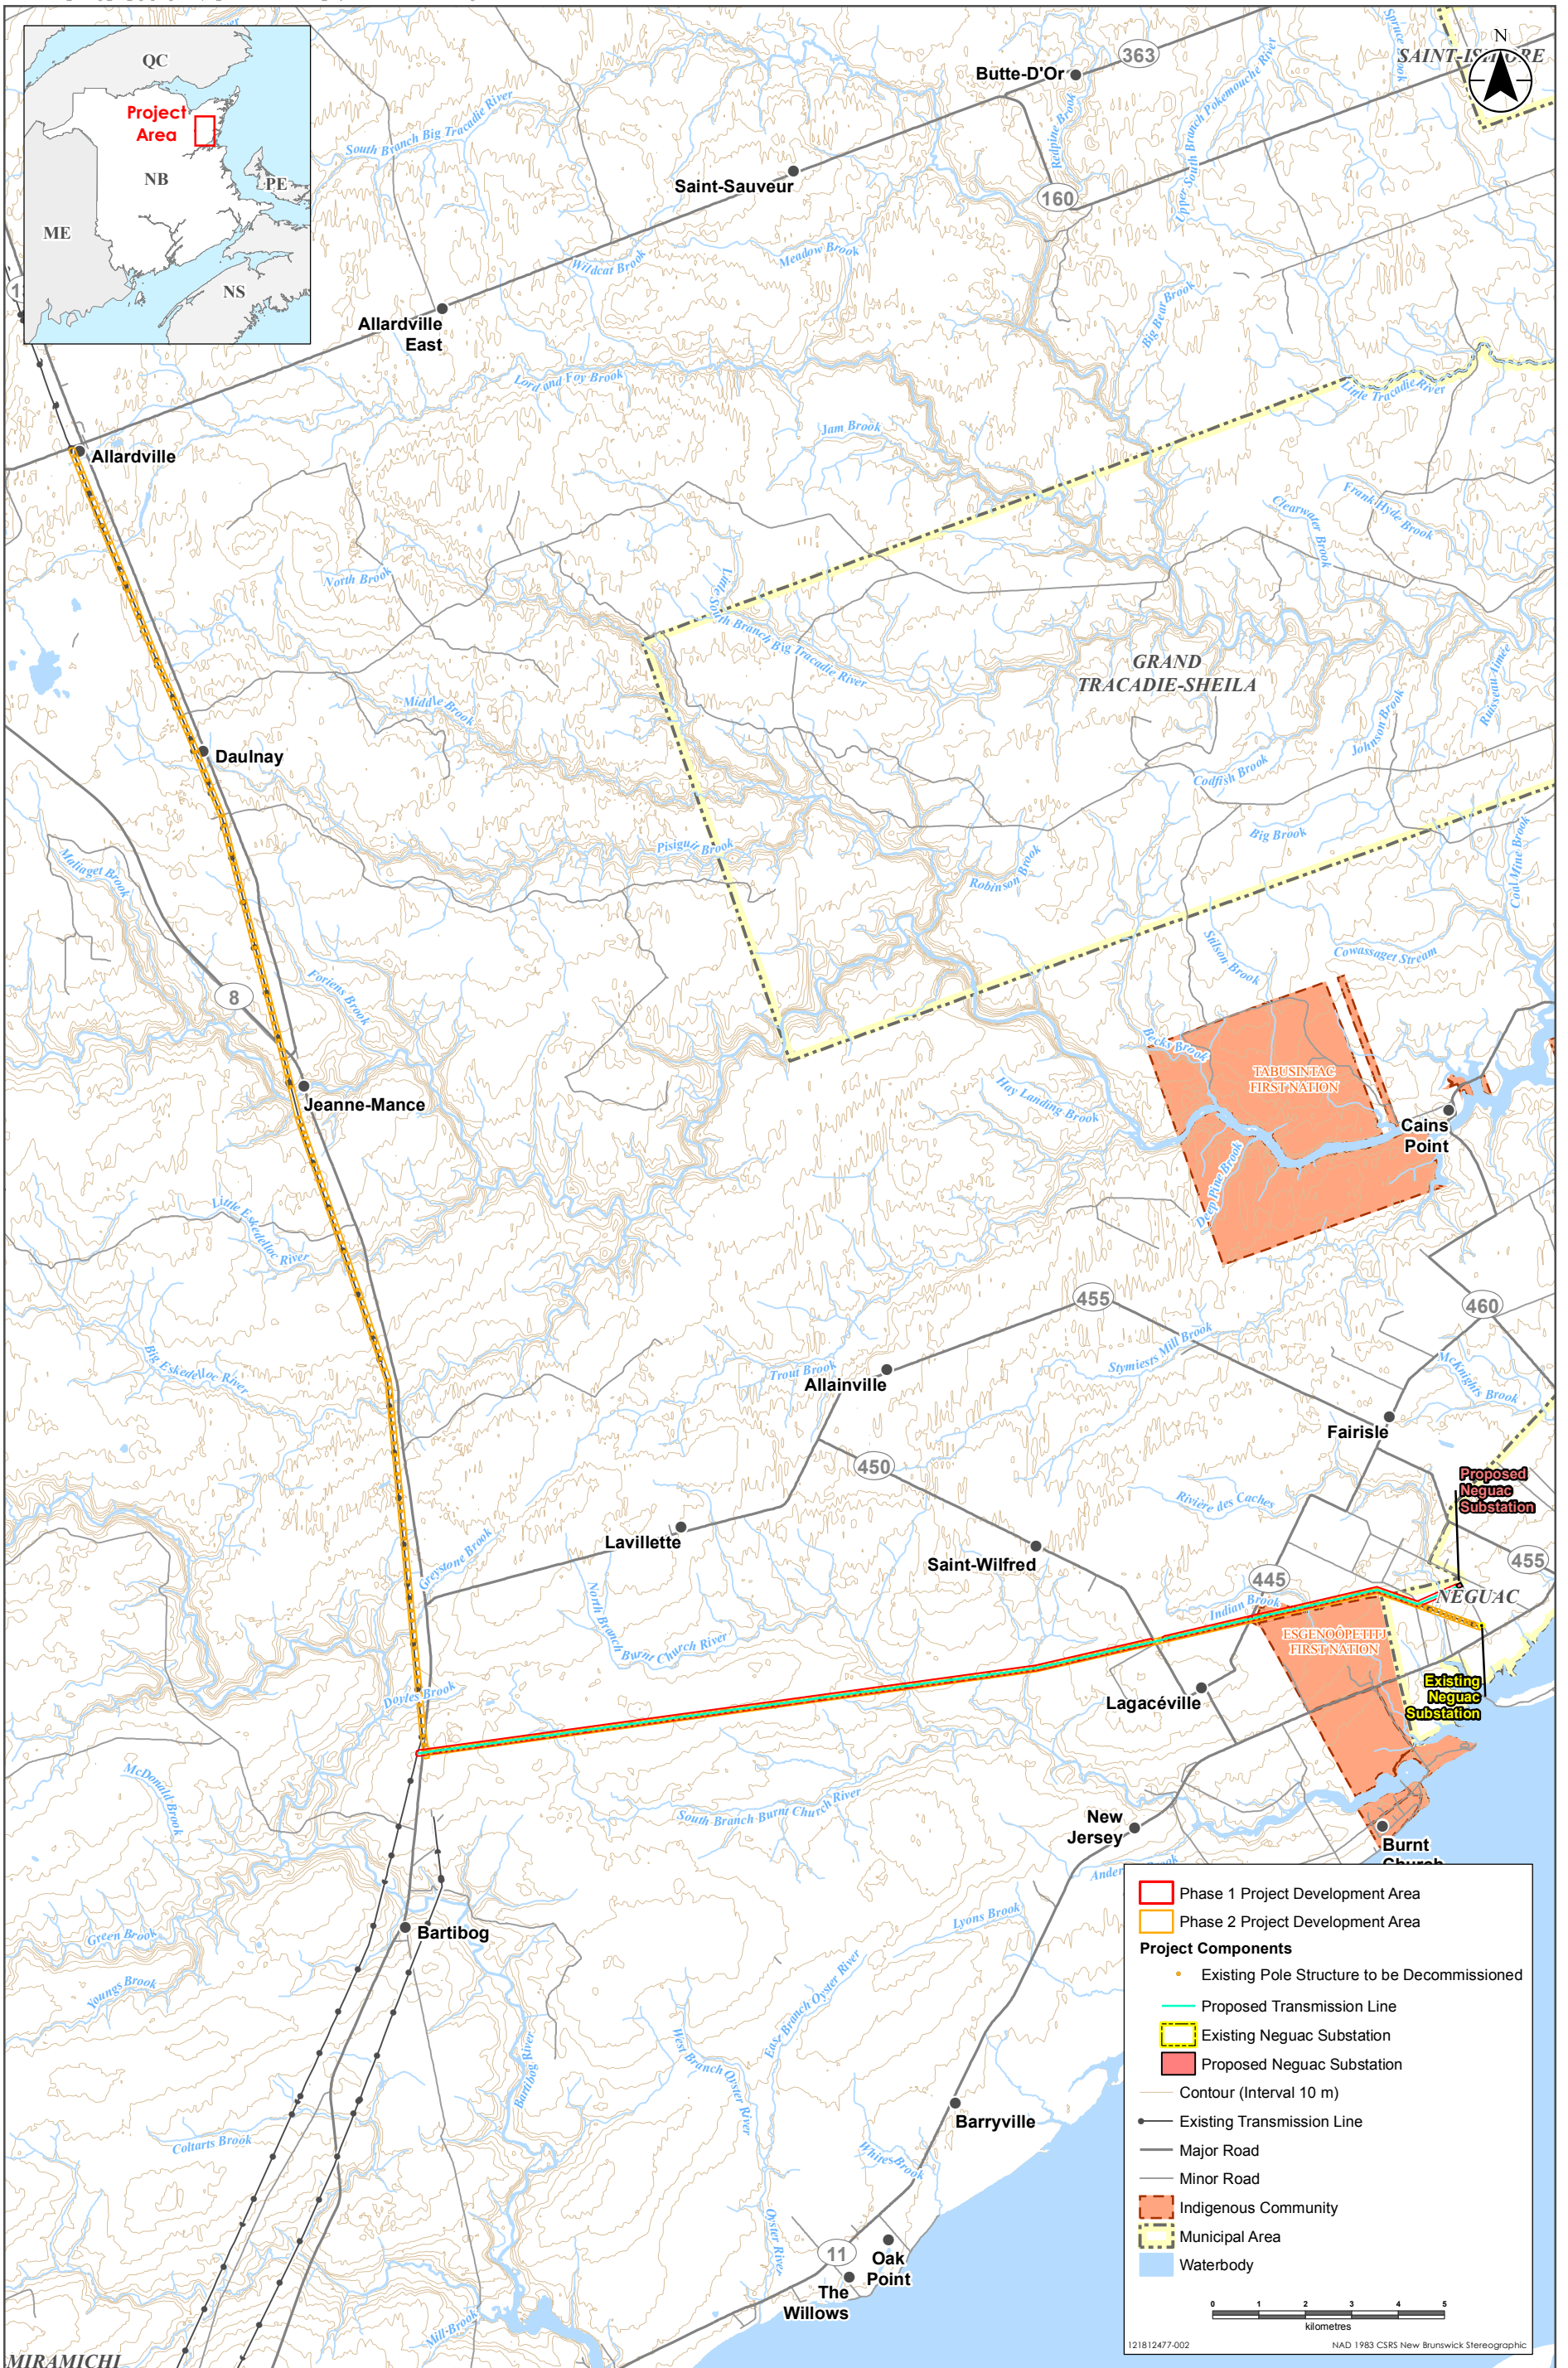 QC
Project
Area
NB
PE
ME
NS
N
SAINT-ISIDORE
Butte-D'Or
363
Spruce Brook
South Branch Big Tracadie River
Redpine Brook
Upper South Branch Pokemouche River
Saint-Sauveur
160
Wildcat Brook
Meadow Brook
Big Bear Brook
Allardville
East
Lord and Foy Brook
Little Tracadie River
Jam Brook
Allardville
Clearwater Brook
Frank Hyde Brook
North Brook
Little South Branch Big Tracadie River
GRAND
TRACADIE-SHEILA
Ruisseau Aimée
Middle Brook
Johnson Brook
Daulnay
Codfish Brook
Big Brook
Coal Mine Brook
Pisiguit Brook
Maliaget Brook
Robinson Brook
Stilson Brook
Cowassaget Stream
Foriens Brook
8
Becks Brook
TABUSINTAC
FIRST NATION
Jeanne-Mance
Hay Landing Brook
Cains
Point
Deep Pine Brook
Little Eskedelloc River
455
460
Big Eskedelloc River
Stymiests Mill Brook
McKnights Brook
Trout Brook
Allainville
Fairisle
450
Proposed
Neguac
Substation
Rivière des Caches
Lavillette
Saint-Wilfred
455
Greystone Brook
445
NEGUAC
North Branch Burnt Church River
Indian Brook
ESGENOÔPETITJ
FIRST NATION
Existing
Neguac
Substation
Doyles Brook
Lagacéville
McDonald Brook
South Branch Burnt Church River
New
Jersey
Burnt
Church
Green Brook
Bartibog
Lyons Brook
Youngs Brook
East Branch Oyster River
West Branch Oyster River
Bartibog River
Barryville
Coltarts Brook
Whites Brook
Oyster River
11
Oak
Point
The
Willows
Mill Brook
MIRAMICHI
Phase 1 Project Development Area
Phase 2 Project Development Area
Project Components
Existing Pole Structure to be Decommissioned
Proposed Transmission Line
Existing Neguac Substation
Proposed Neguac Substation
Contour (Interval 10 m)
Existing Transmission Line
Major Road
Minor Road
Indigenous Community
Municipal Area
Waterbody
0 1 2 3 4 5
kilometres
121812477-002
NAD 1983 CSRS New Brunswick Stereographic